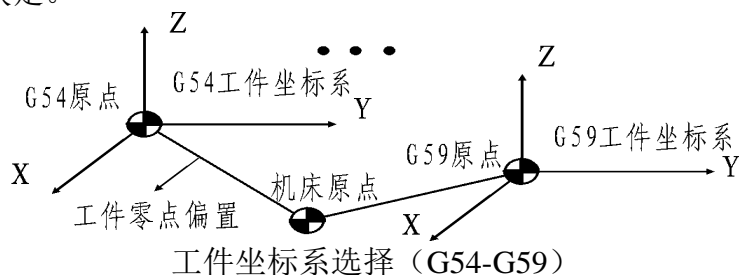 Z
Z
G54原点
G54工件坐标系
Y
G59原点
G59工件坐标系
Y
X
机床原点
工件零点偏置
X
工件坐标系选择（G54-G59）